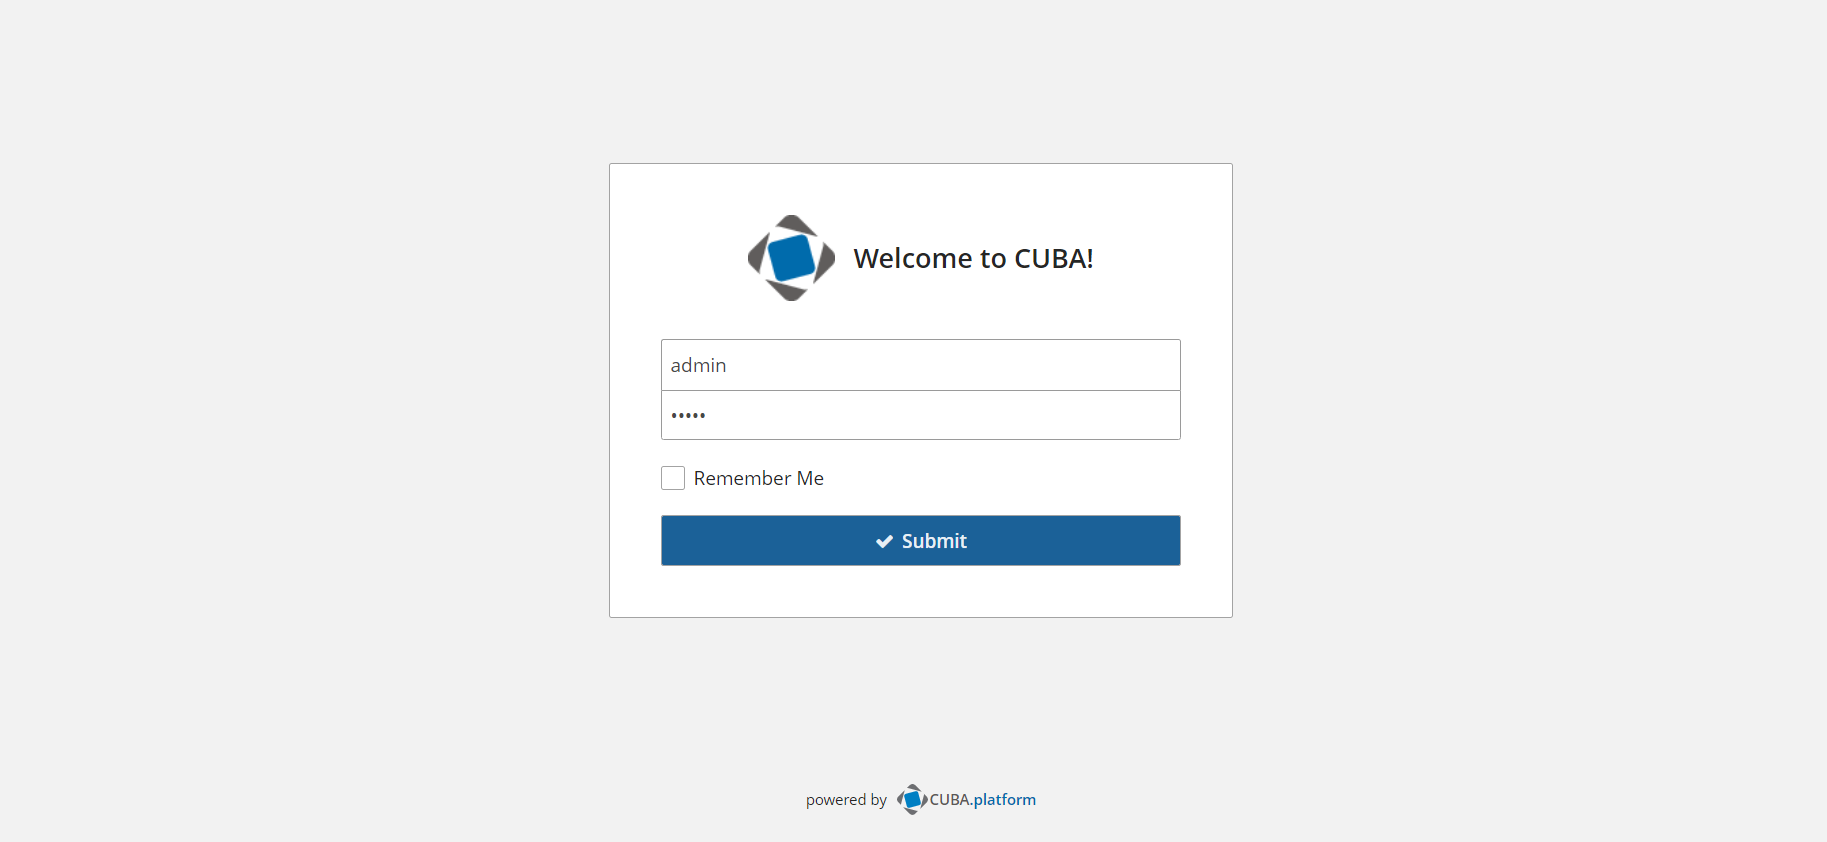 Welcome to CUBA!
admin
•••••
Remember Me
Submit
powered by CUBA.platform